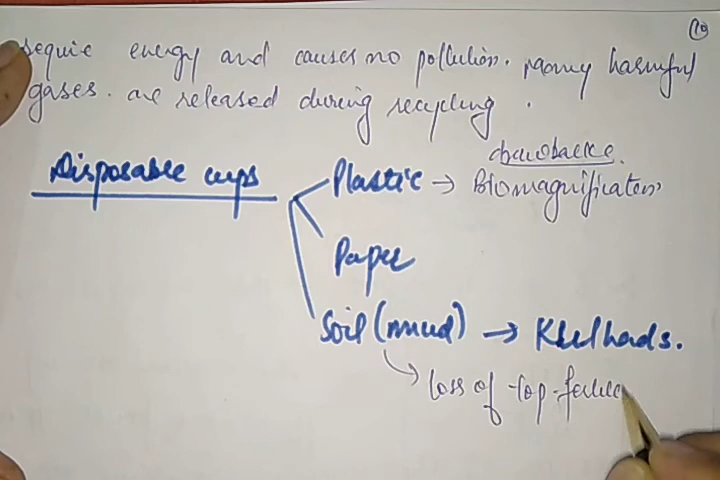 10
require energy and causes no pollution. Many harmful
gases. are released during recycling.
drawbacks.
Disposable cups
Plastic → Biomagnification
Paper
Soil (mud) → Kulhads.
→ loss of top-